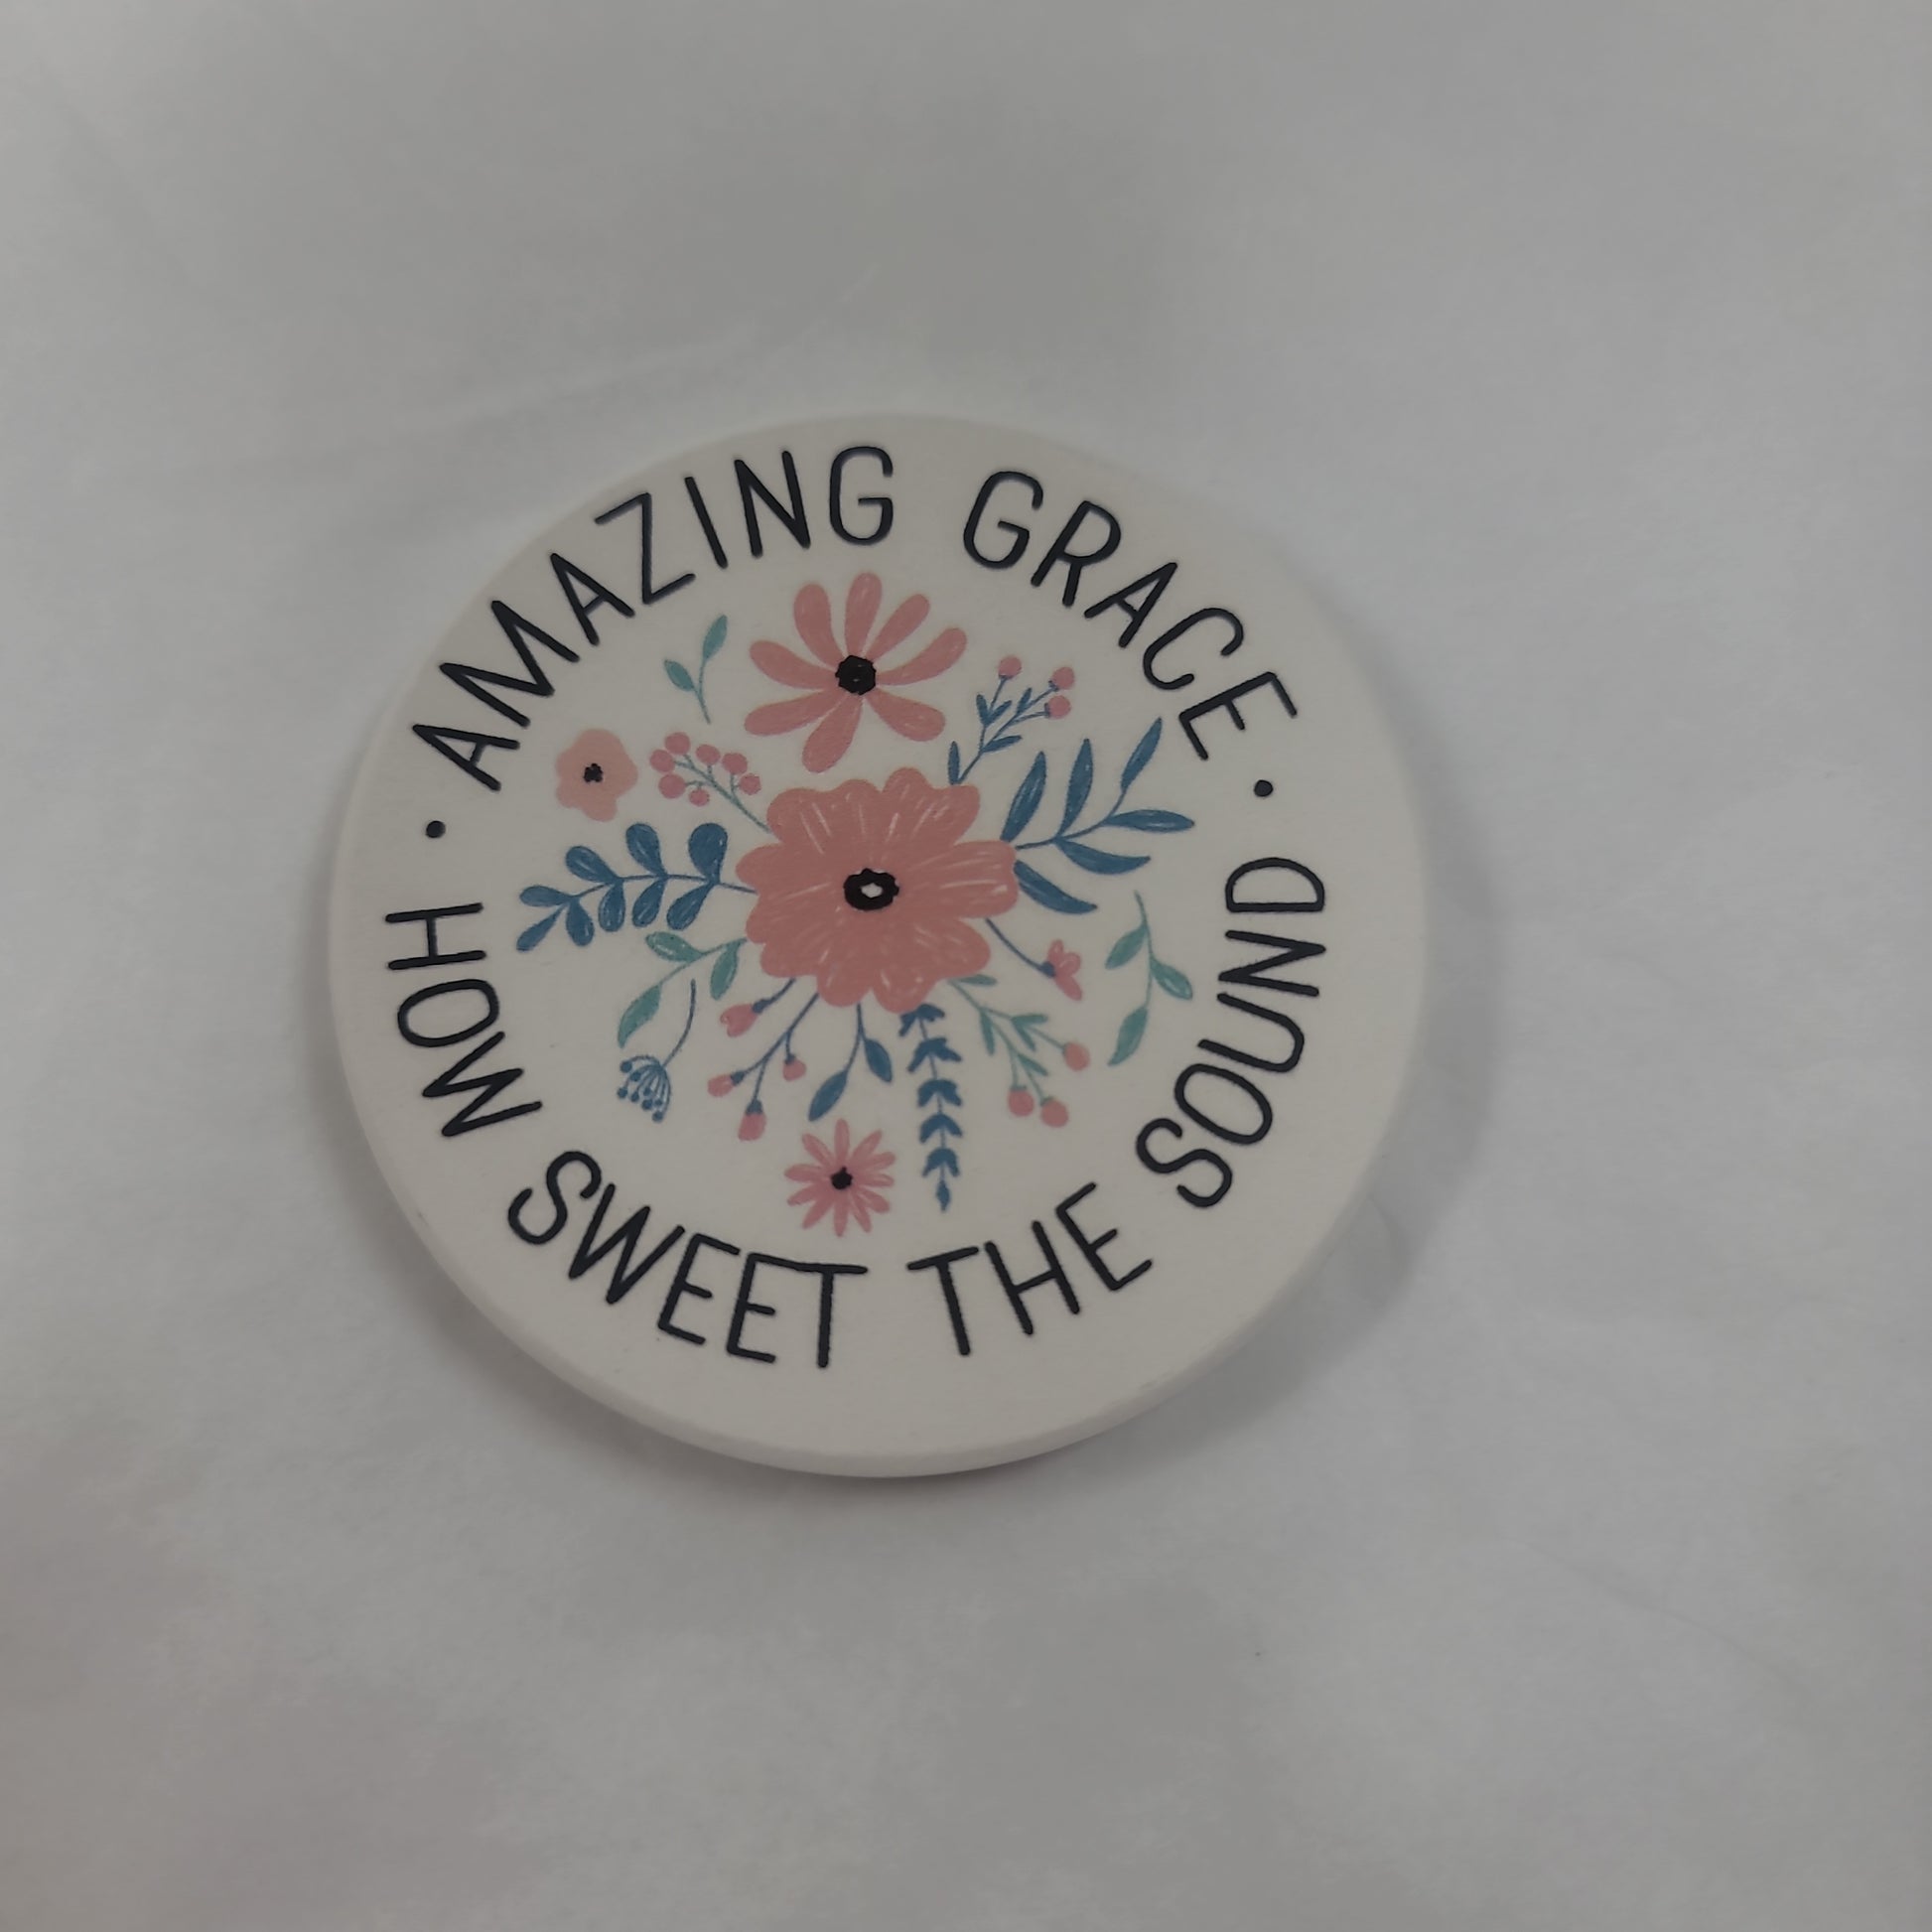 • AMAZING GRACE •
HOW SWEET THE SOUND